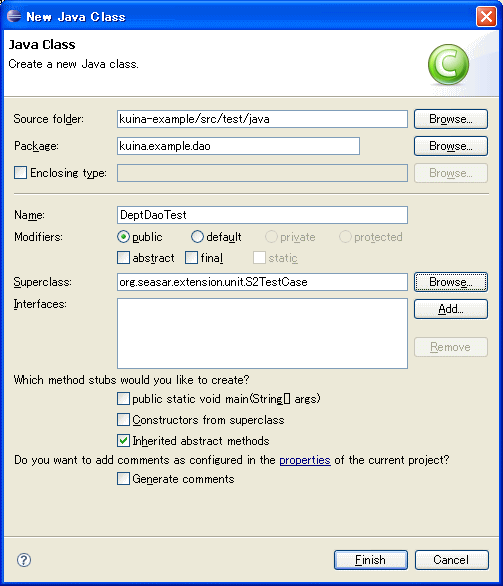 New Java Class
Java Class
Create a new Java class.
C
Source folder: kuina-example/src/test/java Browse...
Package: kuina.example.dao Browse...
Enclosing type: Browse...
Name: DeptDaoTest
Modifiers: public default private protected
abstract final static
Superclass: org.seasar.extension.unit.S2TestCase Browse...
Interfaces: Add...
Remove
Which method stubs would you like to create?
public static void main(String[] args)
Constructors from superclass
Inherited abstract methods
Do you want to add comments as configured in the properties of the current project?
Generate comments
? Finish Cancel